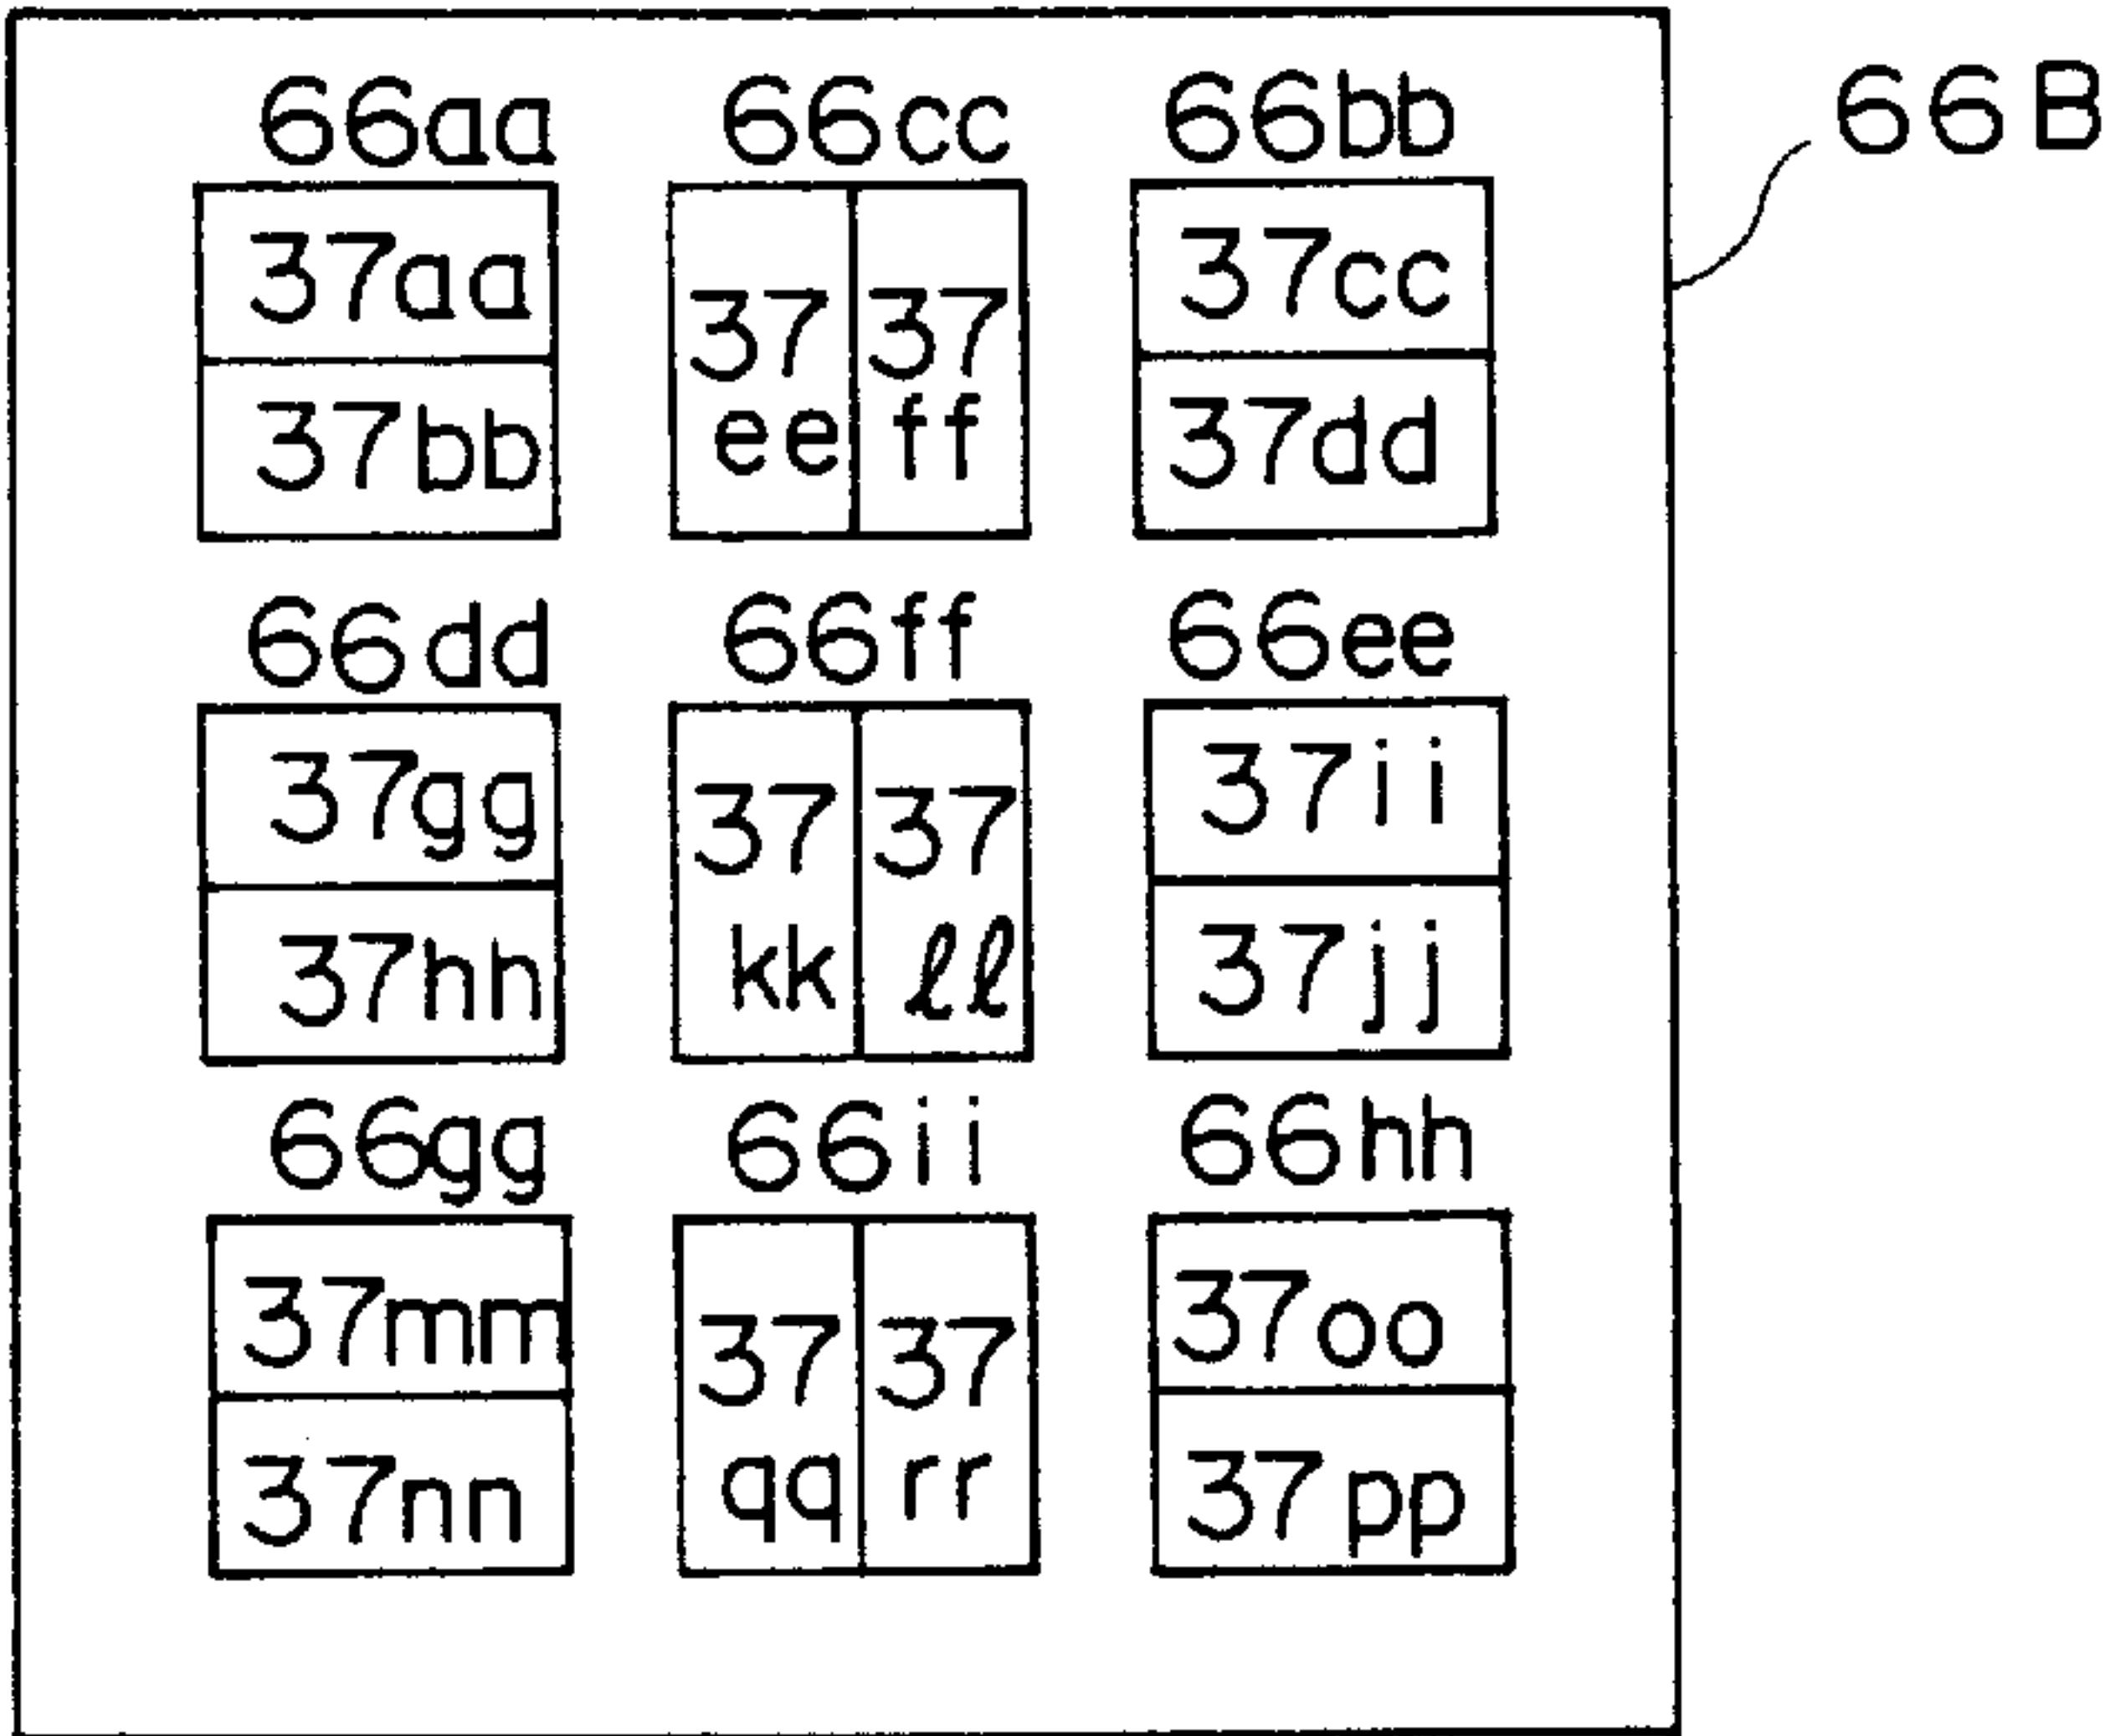 66aa 66cc 66bb 66B
37aa 37 ee 37 ff 37cc
37bb 37dd
66dd 66ff 66ee
37gg 37 kk 37 ℓℓ 37ii
37hh 37jj
66gg 66ii 66hh
37mm 37 qq 37 rr 37oo
37nn 37pp